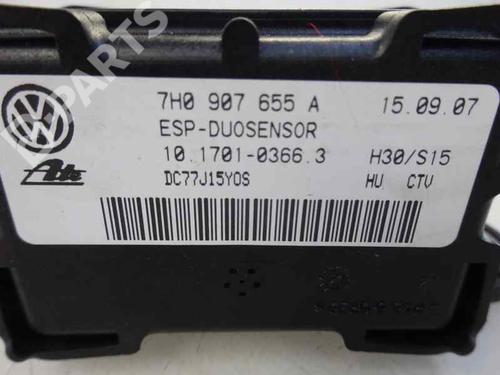 7H0 907 655 A 15.09.07
ESP-DUOSENSOR
10.1701-0366.3 H30/S15
DC77J15YOS HU CTV
Ate
PARTS